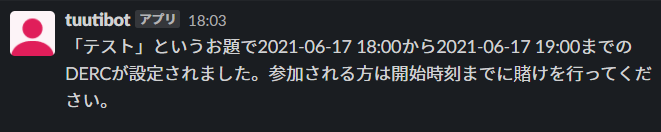 tuutibot アプリ 18:03
「テスト」というお題で2021-06-17 18:00から2021-06-17 19:00までの
DERCが設定されました。参加される方は開始時刻までに賭けを行ってくだ
さい。